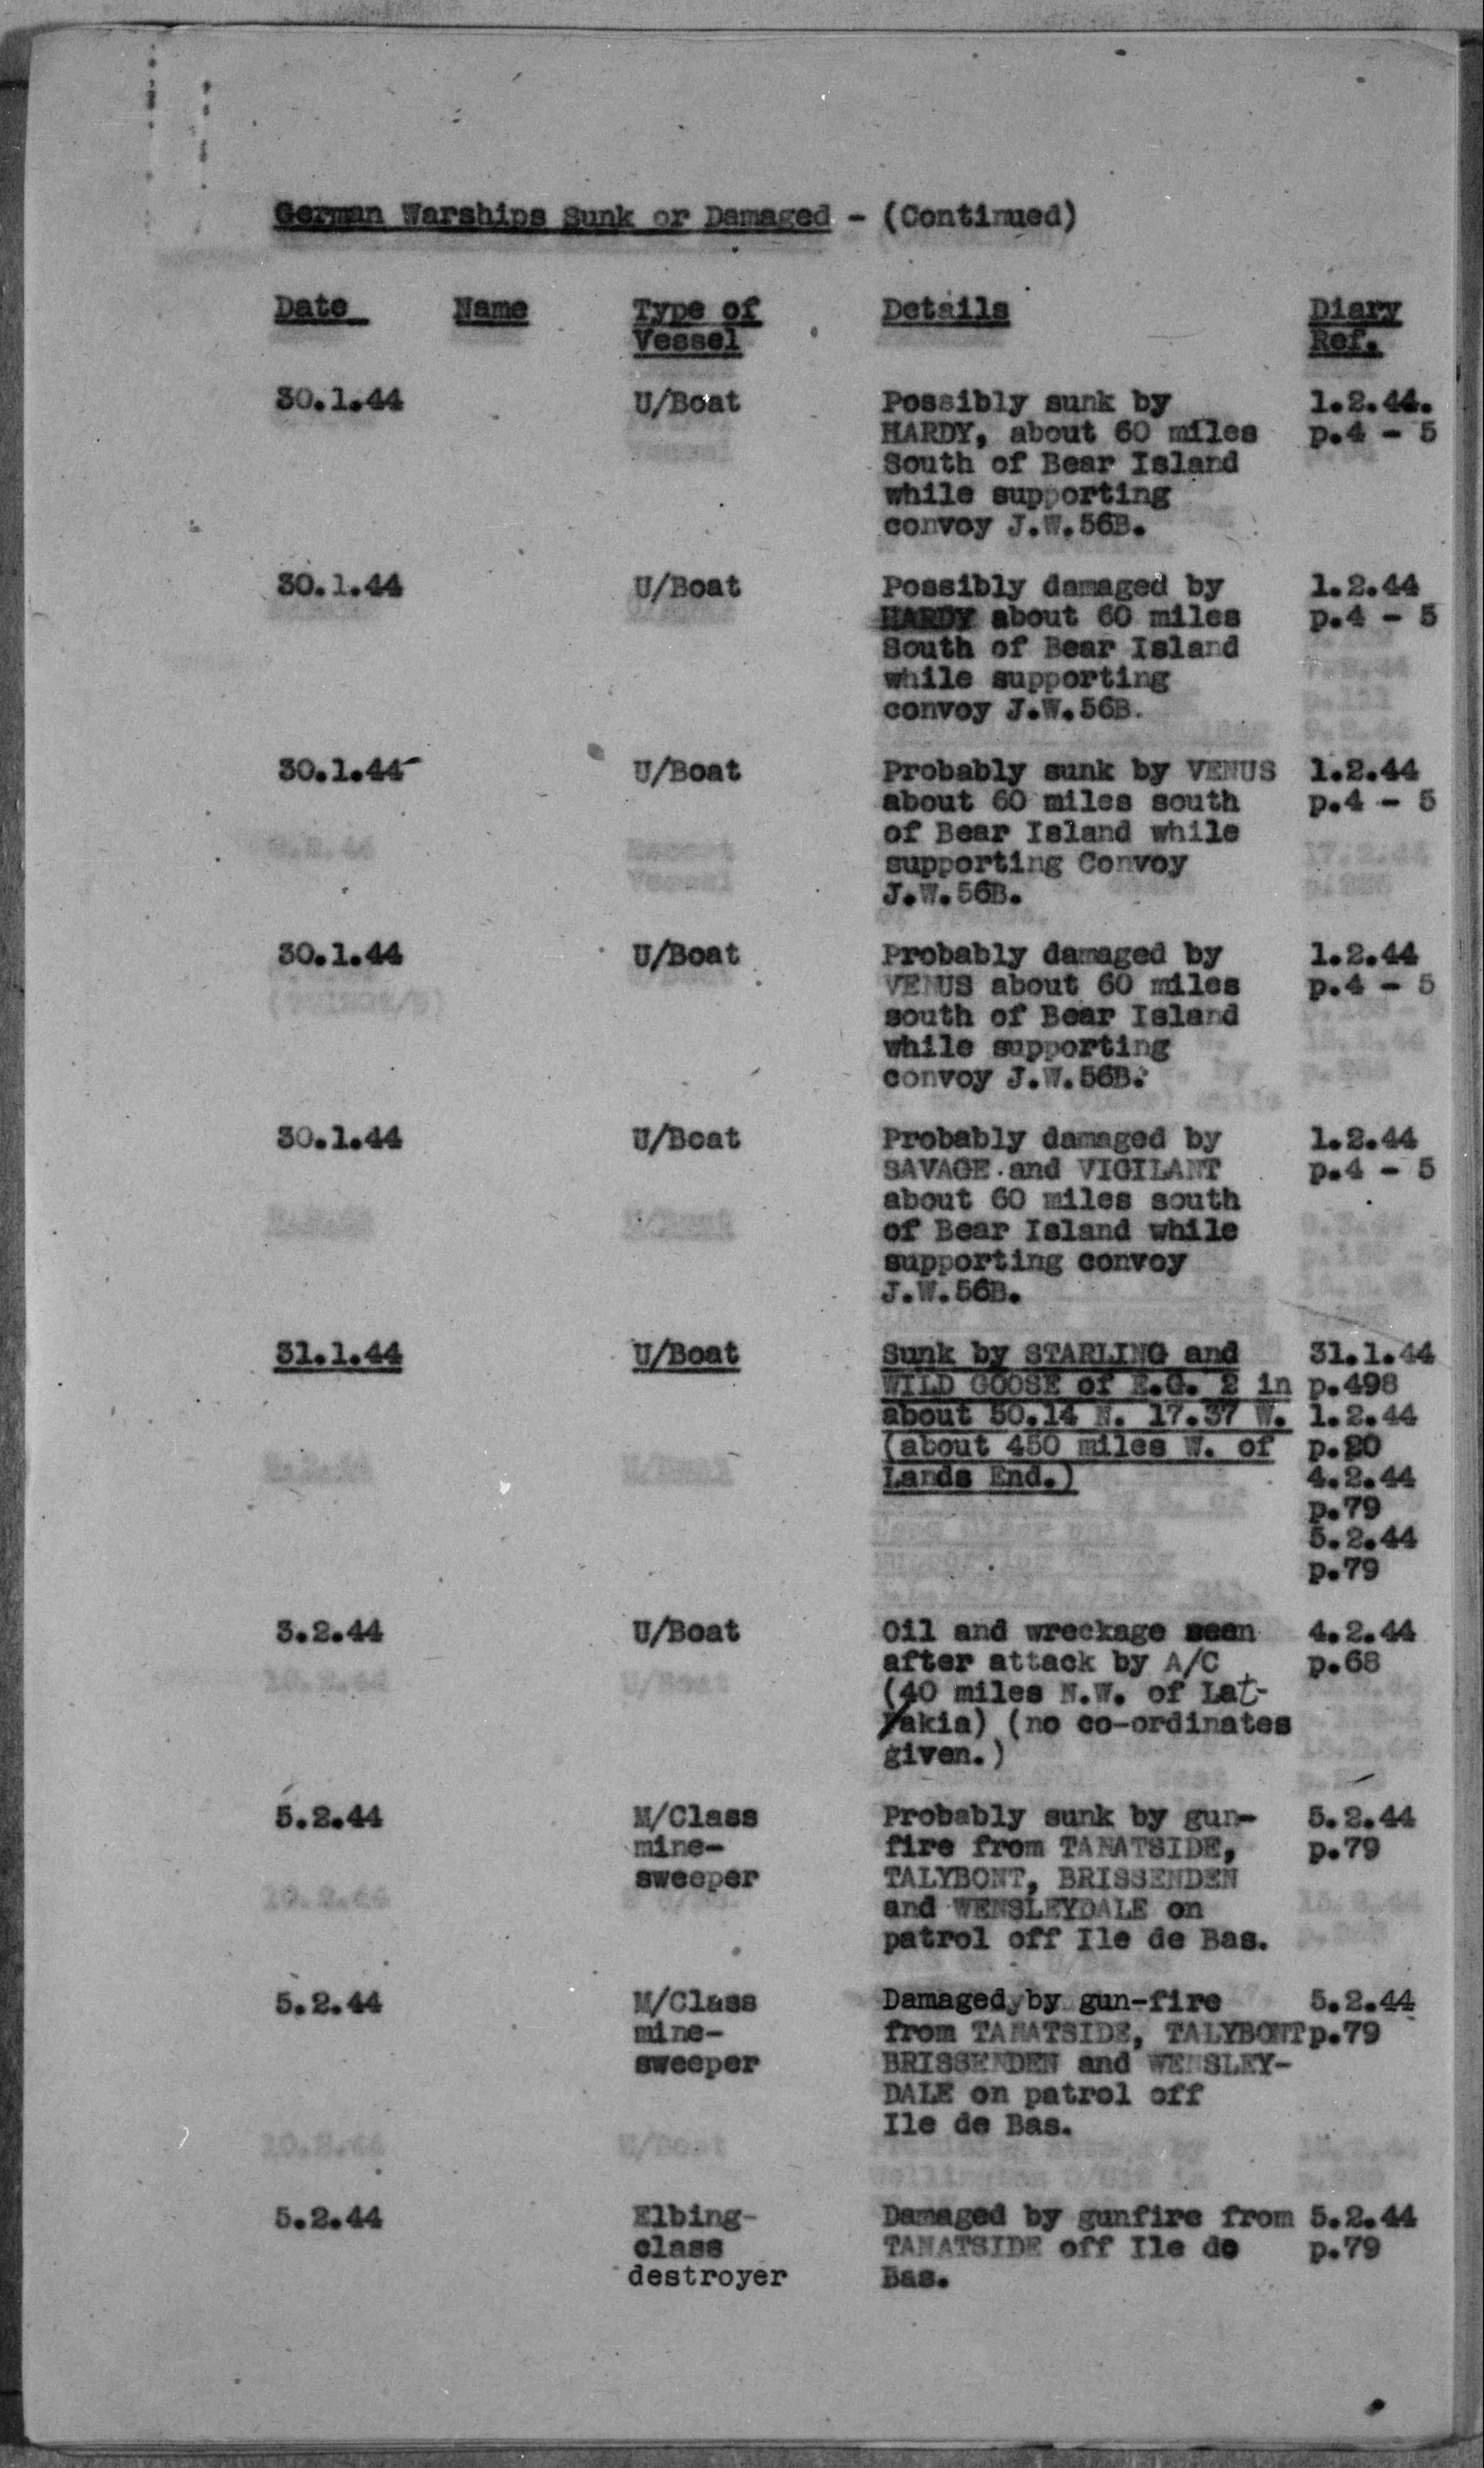 German Warships Sunk or Damaged - (Continued)
Date Name Type of Details Diary
Vessel Ref.
30.1.44 U/Boat Possibly sunk by 1.2.44.
HARDY, about 60 miles p.4 - 5
South of Bear Island
while supporting
convoy J.W.56B.
30.1.44 U/Boat Possibly damaged by 1.2.44
HARDY about 60 miles p.4 - 5
South of Bear Island
while supporting
convoy J.W.56B.
30.1.44 U/Boat Probably sunk by VENUS 1.2.44
about 60 miles south p.4 - 5
of Bear Island while
supporting Convoy
J.W.56B.
30.1.44 U/Boat Probably damaged by 1.2.44
VENUS about 60 miles p.4 - 5
south of Bear Island
while supporting
convoy J.W.56B.
30.1.44 U/Boat Probably damaged by 1.2.44
SAVAGE and VIGILANT p.4 - 5
about 60 miles south
of Bear Island while
supporting convoy
J.W.56B.
31.1.44 U/Boat Sunk by STARLING and 31.1.44
WILD GOOSE of E.G. 2 in p.498
about 50.14 N. 17.37 W. 1.2.44
(about 450 miles W. of p.20
Lands End.) 4.2.44
p.79
5.2.44
p.79
3.2.44 U/Boat Oil and wreckage seen 4.2.44
after attack by A/C p.68
(40 miles N.W. of Lat-
akia) (no co-ordinates
given.)
5.2.44 M/Class Probably sunk by gun- 5.2.44
mine- fire from TANATSIDE, p.79
sweeper TALYBONT, BRISSENDEN
and WENSLEYDALE on
patrol off Ile de Bas.
5.2.44 M/Class Damaged by gun-fire 5.2.44
mine- from TANATSIDE, TALYBONT p.79
sweeper BRISSENDEN and WENSLEY-
DALE on patrol off
Ile de Bas.
5.2.44 Elbing- Damaged by gunfire from 5.2.44
class TANATSIDE off Ile de p.79
destroyer Bas.